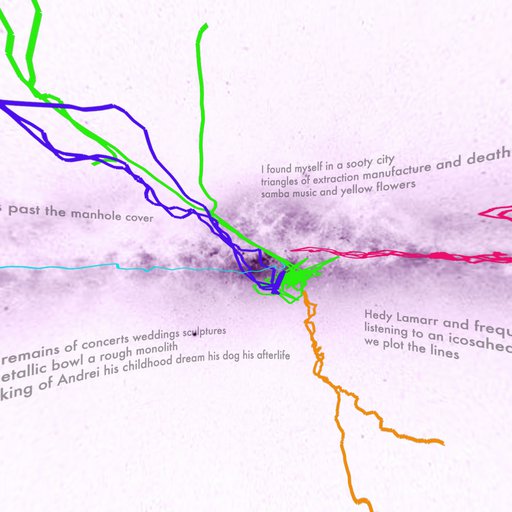 I found myself in a sooty city
triangles of extraction manufacture and death
samba music and yellow flowers
past the manhole cover
Hedy Lamarr and
listening to an
we plot the lines
remains of concerts weddings sculptures
etallic bowl a rough monolith
king of Andrei his childhood dream his dog his afterlife